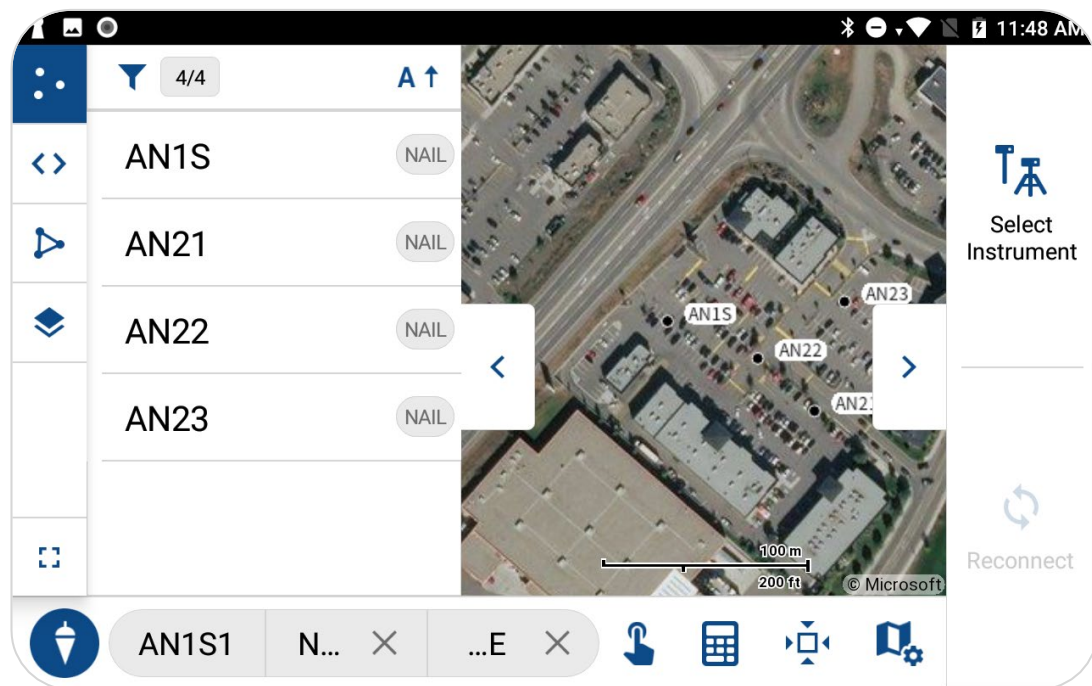 11:48 AM
4/4
A
AN1S NAIL
AN21 NAIL
AN22 NAIL
AN23 NAIL
AN23
AN1S
AN22
100 m
200 ft
© Microsoft
Select
Instrument
Reconnect
AN1S1 N... ...E